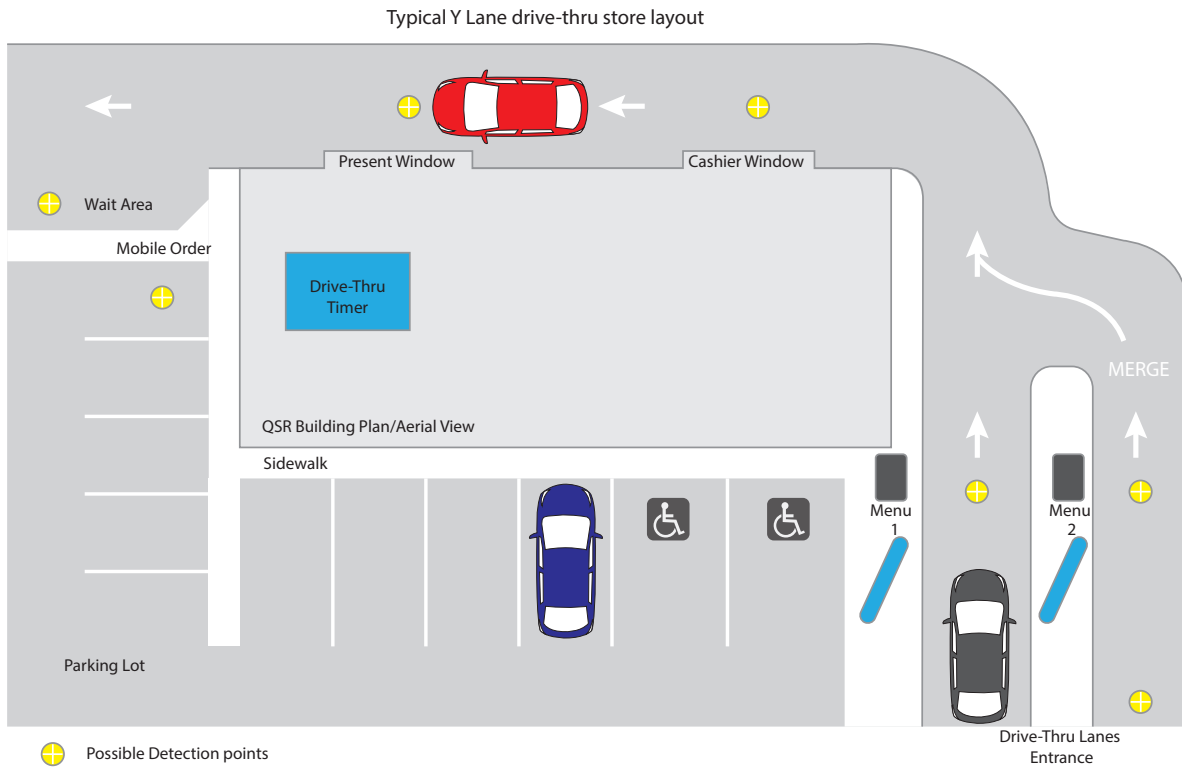 Typical Y Lane drive-thru store layout
Present Window
Cashier Window
Wait Area
Mobile Order
Drive-Thru
Timer
MERGE
QSR Building Plan/Aerial View
Sidewalk
Menu
1
Menu
2
Parking Lot
Drive-Thru Lanes
Entrance
Possible Detection points